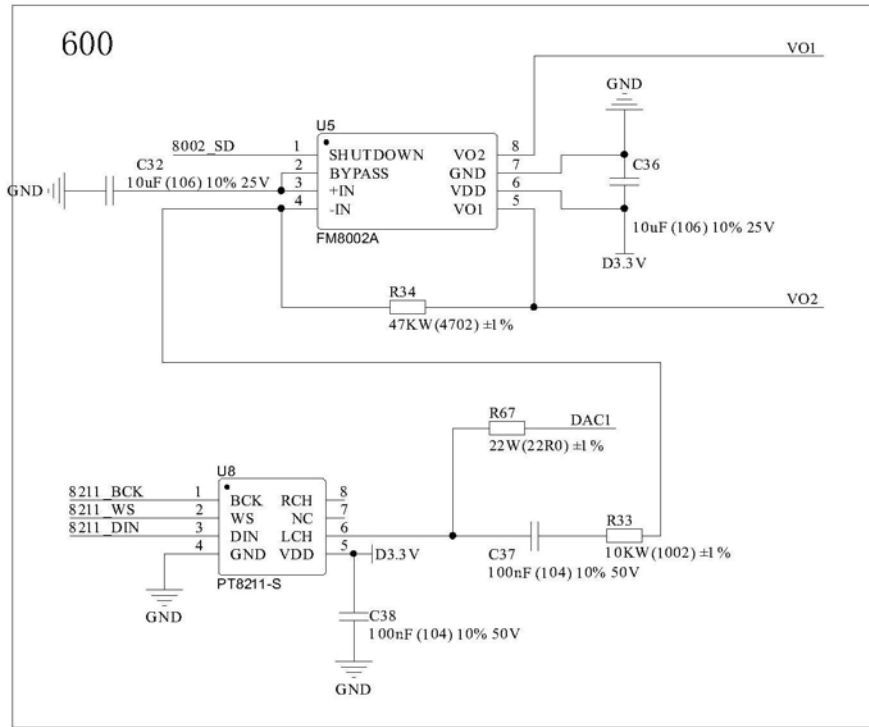 600
VO1
GND
U5
8002_SD
1
SHUTDOWN
VO2
8
C32
2
BYPASS
GND
7
C36
GND
10uF (106) 10% 25V
3
+IN
VDD
6
4
-IN
VO1
5
10uF (106) 10% 25V
FM8002A
D3.3V
R34
VO2
47KW(4702) ±1%
R67
DAC1
22W(22R0) ±1%
U8
8211_BCK
1
BCK
RCH
8
8211_WS
2
WS
NC
7
8211_DIN
3
DIN
LCH
6
R33
4
GND
VDD
5
D3.3V
C37
10KW(1002) ±1%
100nF (104) 10% 50V
PT8211-S
GND
C38
100nF (104) 10% 50V
GND